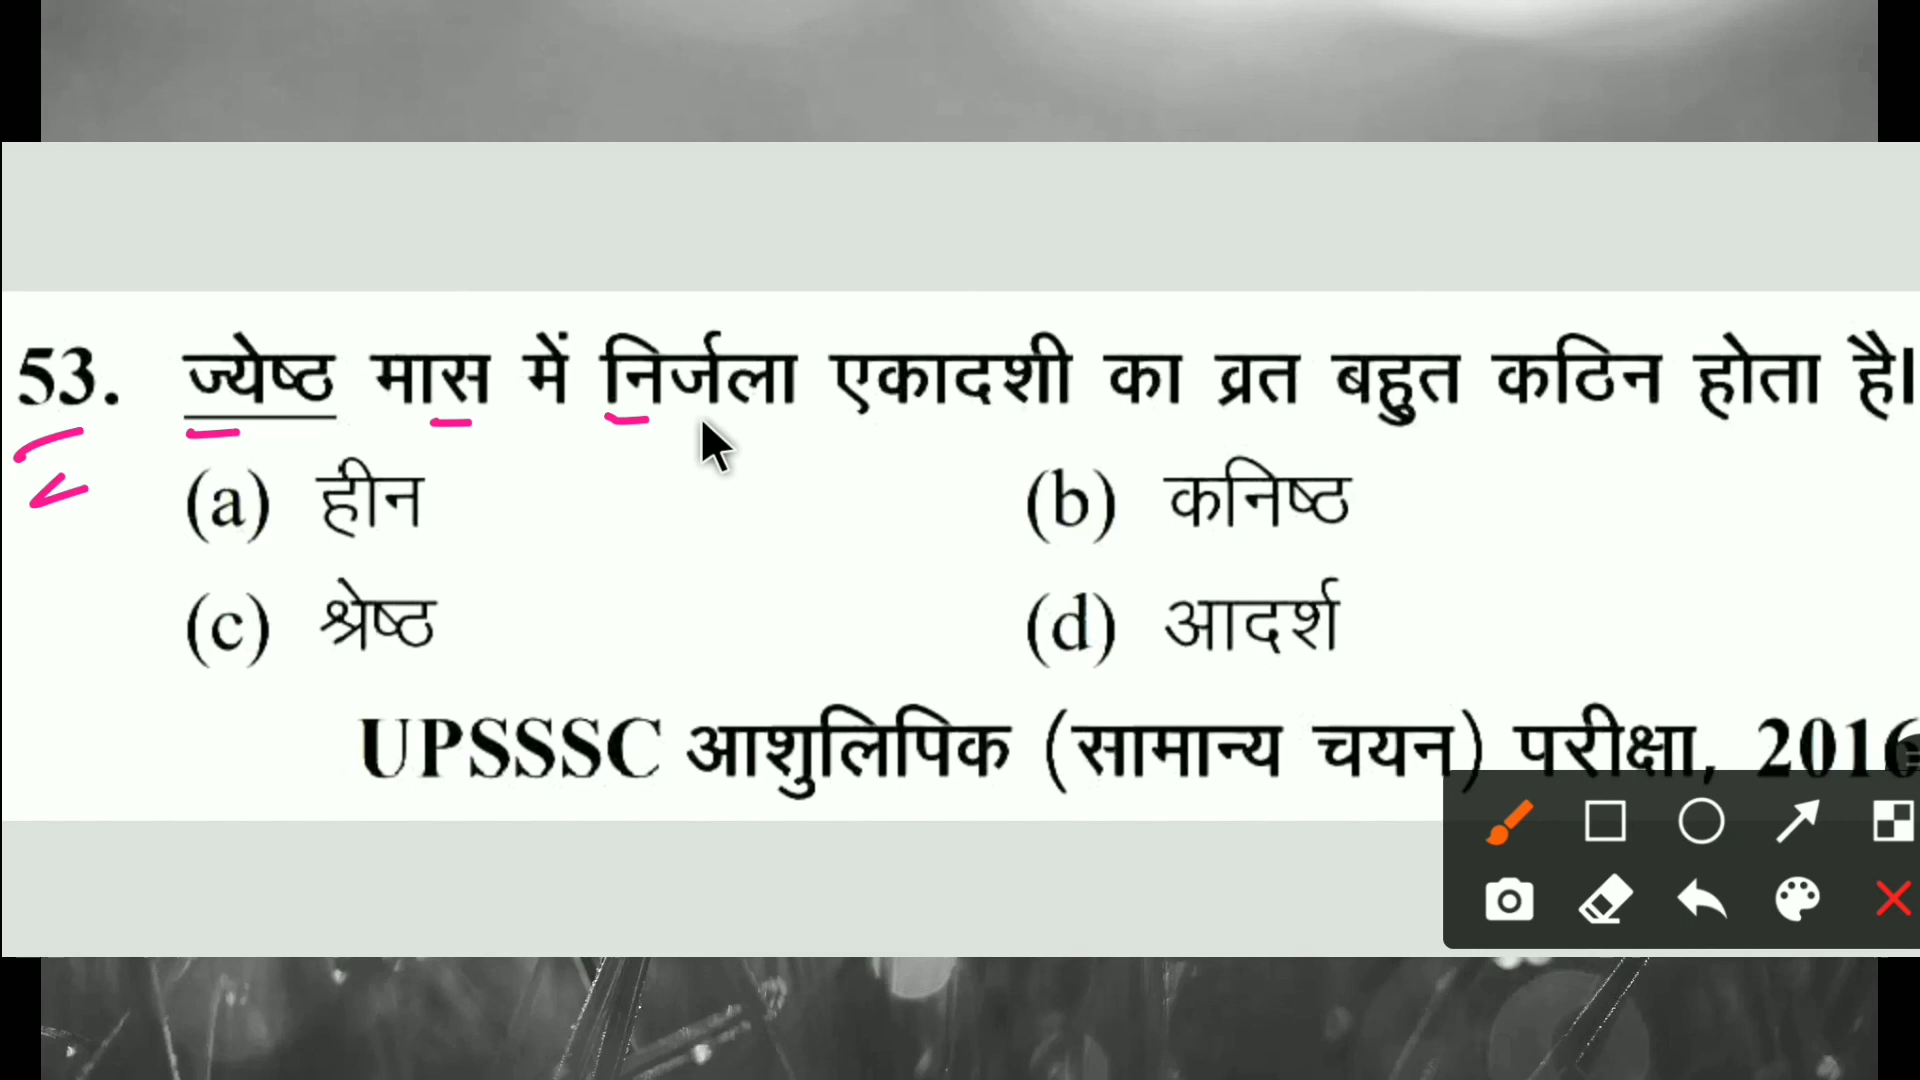 53. ज्येष्ठ मास में निर्जला एकादशी का व्रत बहुत कठिन होता है।
(a) हीन (b) कनिष्ठ
(c) श्रेष्ठ (d) आदर्श
UPSSSC आशुलिपिक (सामान्य चयन) परीक्षा, 2016